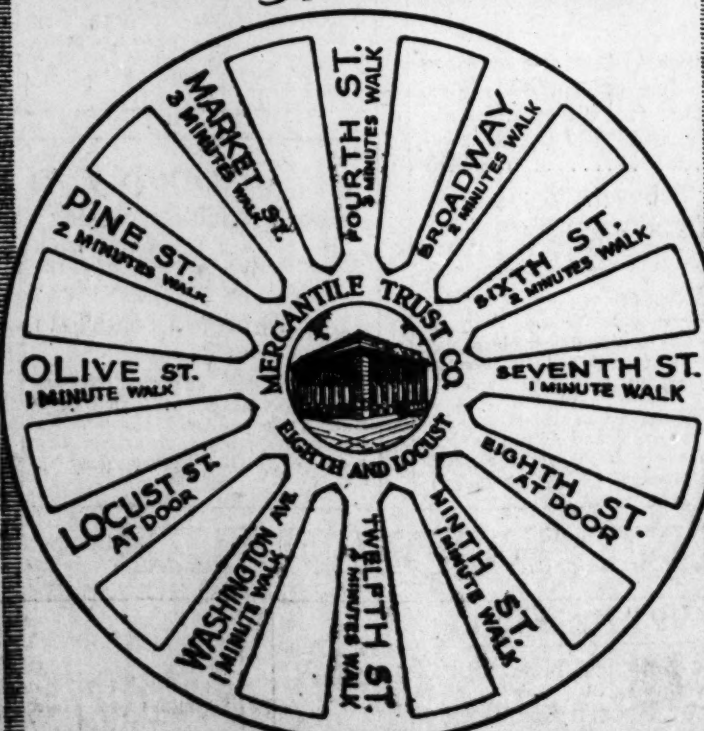 FOURTH ST.
3 MINUTES WALK
BROADWAY
2 MINUTES WALK
SIXTH ST.
2 MINUTES WALK
SEVENTH ST.
1 MINUTE WALK
EIGHTH ST.
AT DOOR
NINTH ST.
1 MINUTE WALK
TWELFTH ST.
MINUTES WALK
WASHINGTON AVE.
1 MINUTE WALK
LOCUST ST.
AT DOOR
OLIVE ST.
1 MINUTE WALK
PINE ST.
2 MINUTES WALK
MARKET ST.
3 MINUTES WALK
MERCANTILE TRUST CO.
EIGHTH AND LOCUST